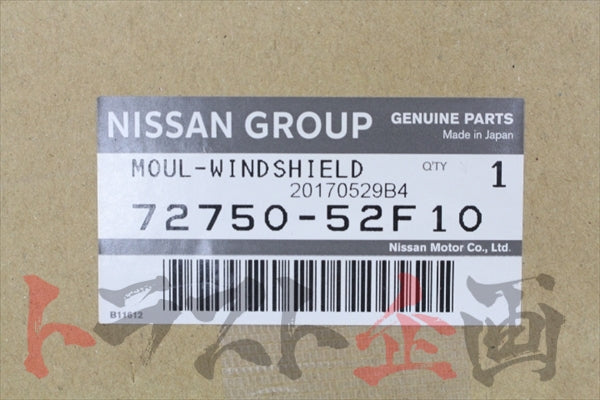 NISSAN GROUP
GENUINE PARTS
Made in Japan
MOUL-WINDSHIELD
Q'TY
1
20170529B4
72750-52F10
Nissan Motor Co., Ltd.
B11612
トラスト企画